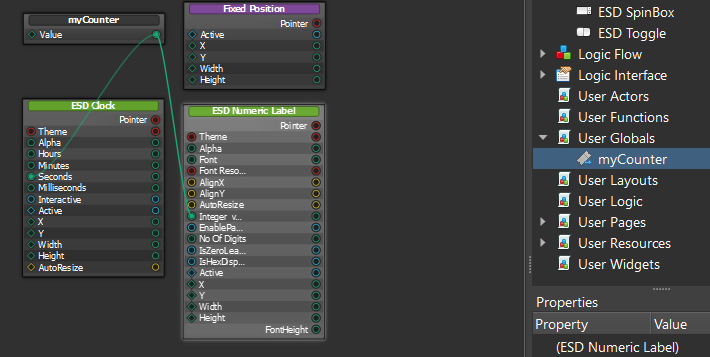 myCounter
Value
Fixed Position
Pointer
Active
X
Y
Width
Height
ESD Clock
Pointer
Theme
Alpha
Hours
Minutes
Seconds
Milliseconds
Interactive
Active
X
Y
Width
Height
AutoResize
ESD Numeric Label
Pointer
Theme
Alpha
Font
Font Reso...
AlignX
AlignY
AutoResize
Integer v...
EnablePa...
No Of Digits
IsZeroLea...
IsHexDisp...
Active
X
Y
Width
Height
FontHeight
ESD SpinBox
ESD Toggle
Logic Flow
Logic Interface
User Actors
User Functions
User Globals
myCounter
User Layouts
User Logic
User Pages
User Resources
User Widgets
Properties
Property Value
(ESD Numeric Label)